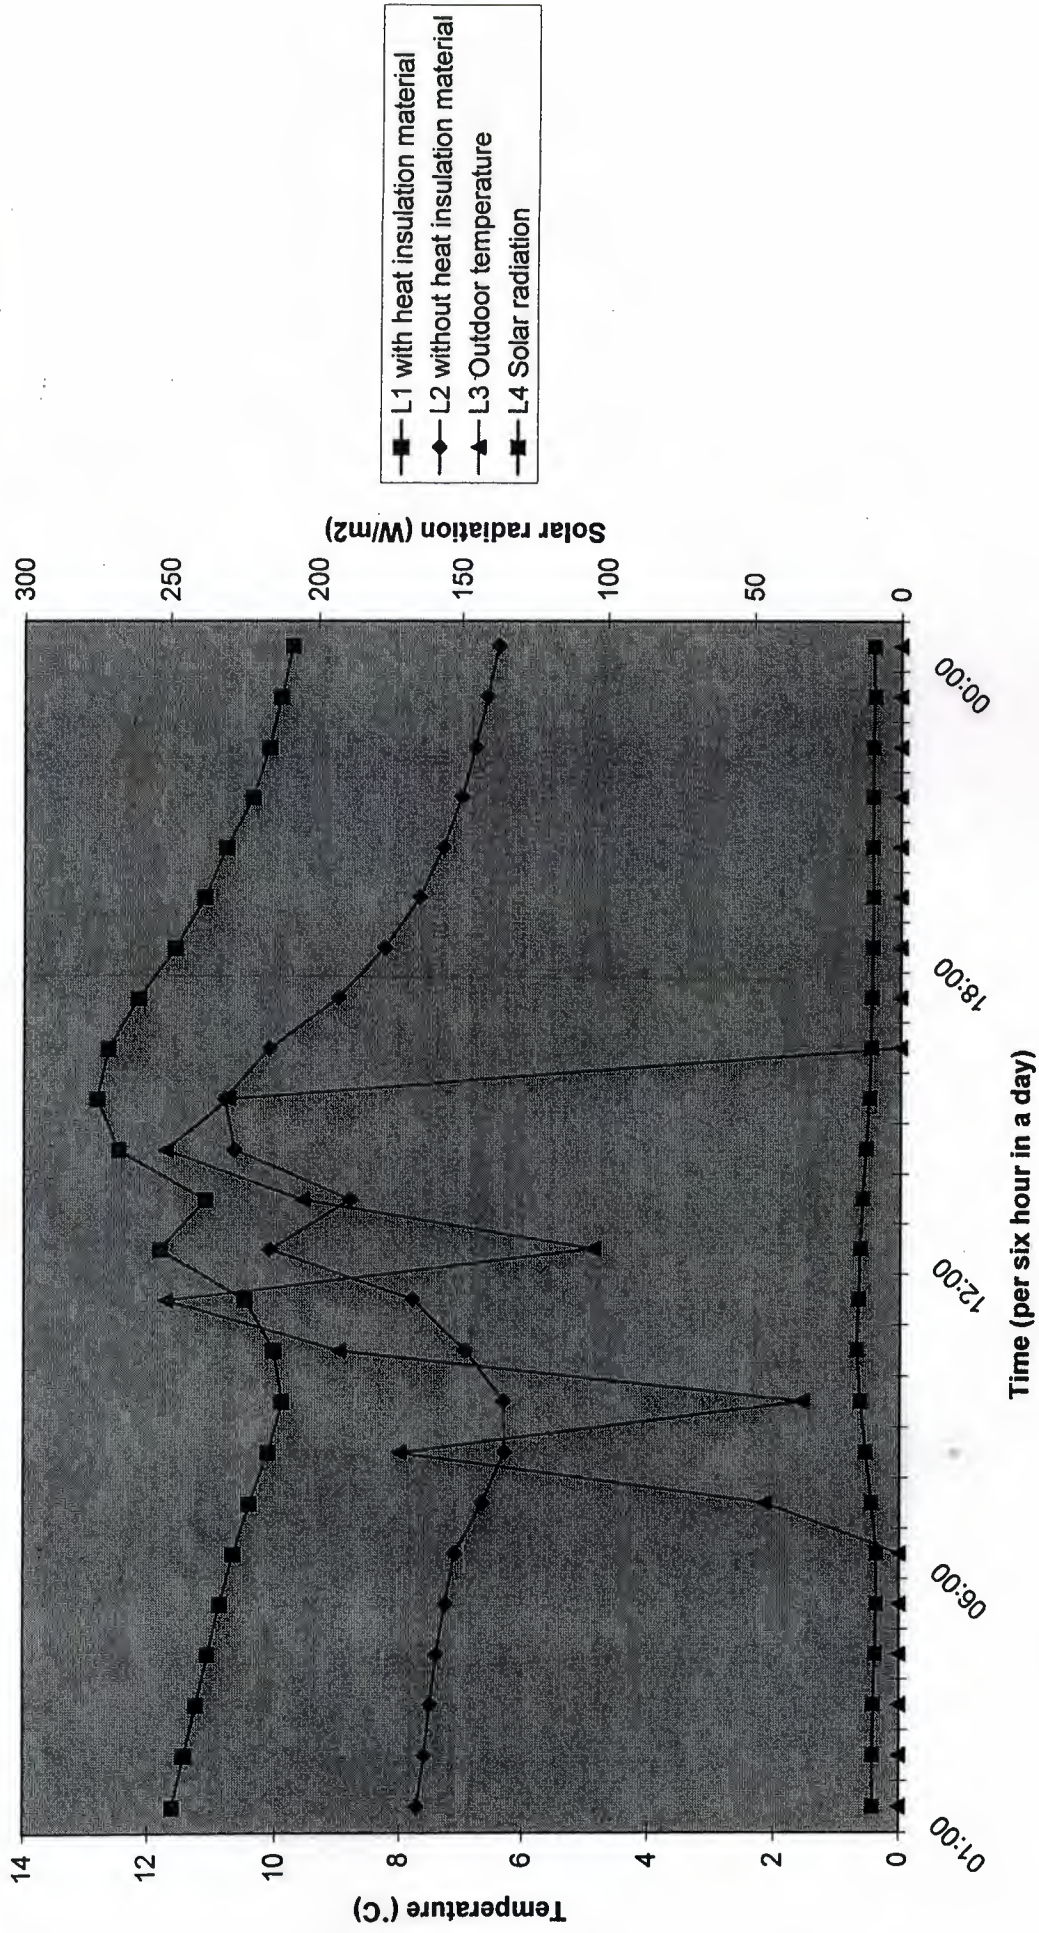 L1 with heat insulation material
L2 without heat insulation material
L3 Outdoor temperature
L4 Solar radiation
Solar radiation (W/m2)
300
250
200
150
100
50
0
14
12
10
8
6
4
2
0
Temperature (°C)
01:00
06:00
12:00
18:00
00:00
Time (per six hour in a day)